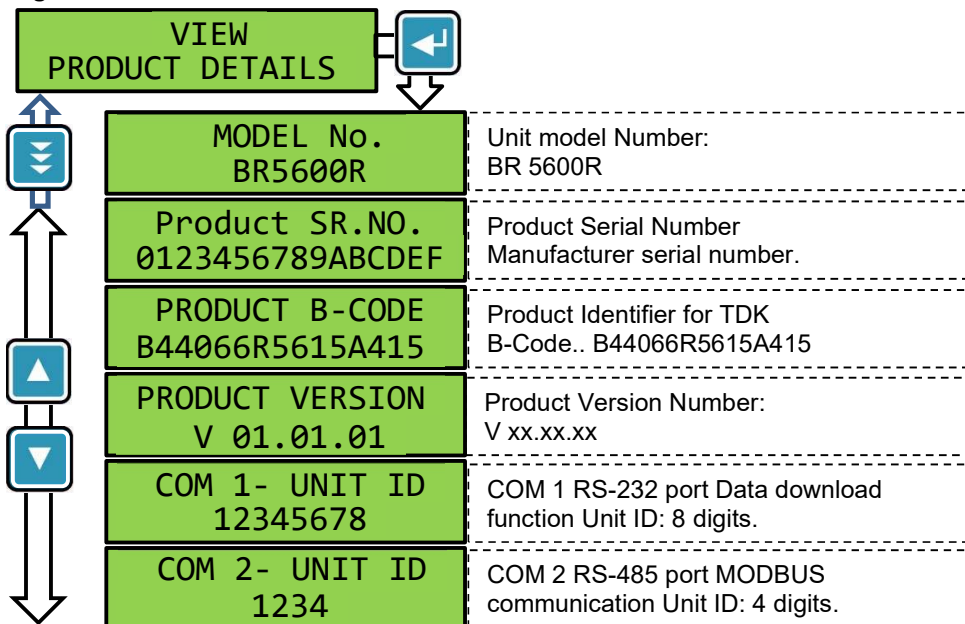 VIEW
PRODUCT DETAILS
MODEL No.
BR5600R
Unit model Number:
BR 5600R
Product SR.NO.
0123456789ABCDEF
Product Serial Number
Manufacturer serial number.
PRODUCT B-CODE
B44066R5615A415
Product Identifier for TDK
B-Code.. B44066R5615A415
PRODUCT VERSION
V 01.01.01
Product Version Number:
V xx.xx.xx
COM 1- UNIT ID
12345678
COM 1 RS-232 port Data download
function Unit ID: 8 digits.
COM 2- UNIT ID
1234
COM 2 RS-485 port MODBUS
communication Unit ID: 4 digits.